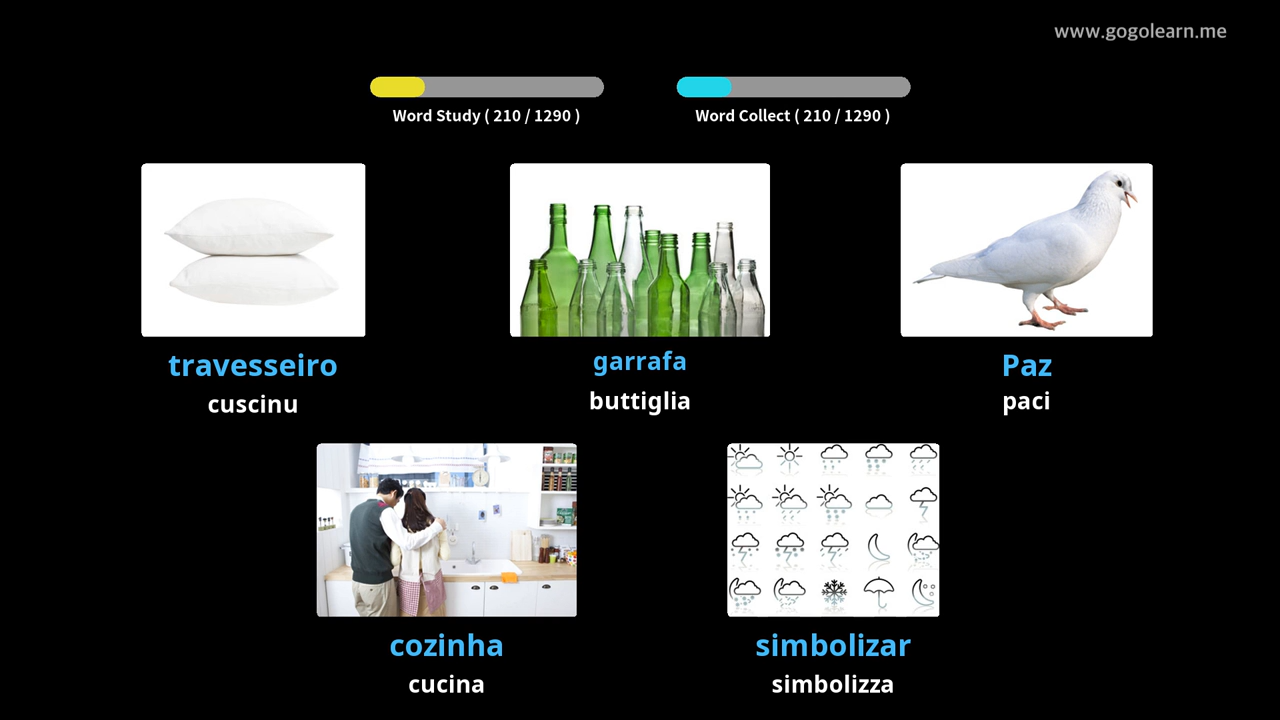 www.gogolearn.me
Word Study ( 210 / 1290 )
Word Collect ( 210 / 1290 )
travesseiro
cuscinu
garrafa
buttiglia
Paz
paci
cozinha
cucina
simbolizar
simbolizza